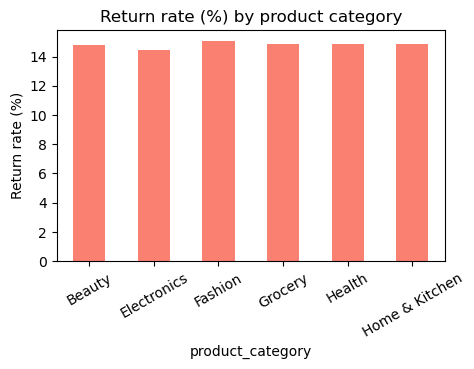 Return rate (%) by product category
Return rate (%)
14
12
10
8
6
4
2
0
Beauty
Electronics
Fashion
Grocery
Health
Home & Kitchen
product_category